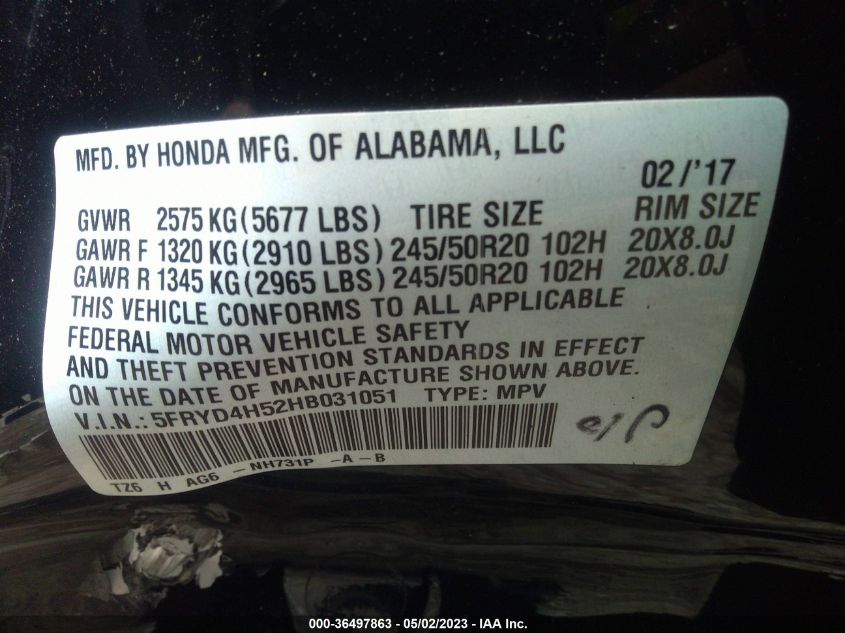 MFD. BY HONDA MFG. OF ALABAMA, LLC
02/'17
GVWR 2575 KG (5677 LBS) TIRE SIZE RIM SIZE
GAWR F 1320 KG (2910 LBS) 245/50R20 102H 20X8.0J
GAWR R 1345 KG (2965 LBS) 245/50R20 102H 20X8.0J
THIS VEHICLE CONFORMS TO ALL APPLICABLE
FEDERAL MOTOR VEHICLE SAFETY
AND THEFT PREVENTION STANDARDS IN EFFECT
ON THE DATE OF MANUFACTURE SHOWN ABOVE.
V.I.N.: 5FRYD4H52HB031051 TYPE: MPV
TZ6 H AG6 - NH731P - A - B
000-36497863 - 05/02/2023 - IAA Inc.